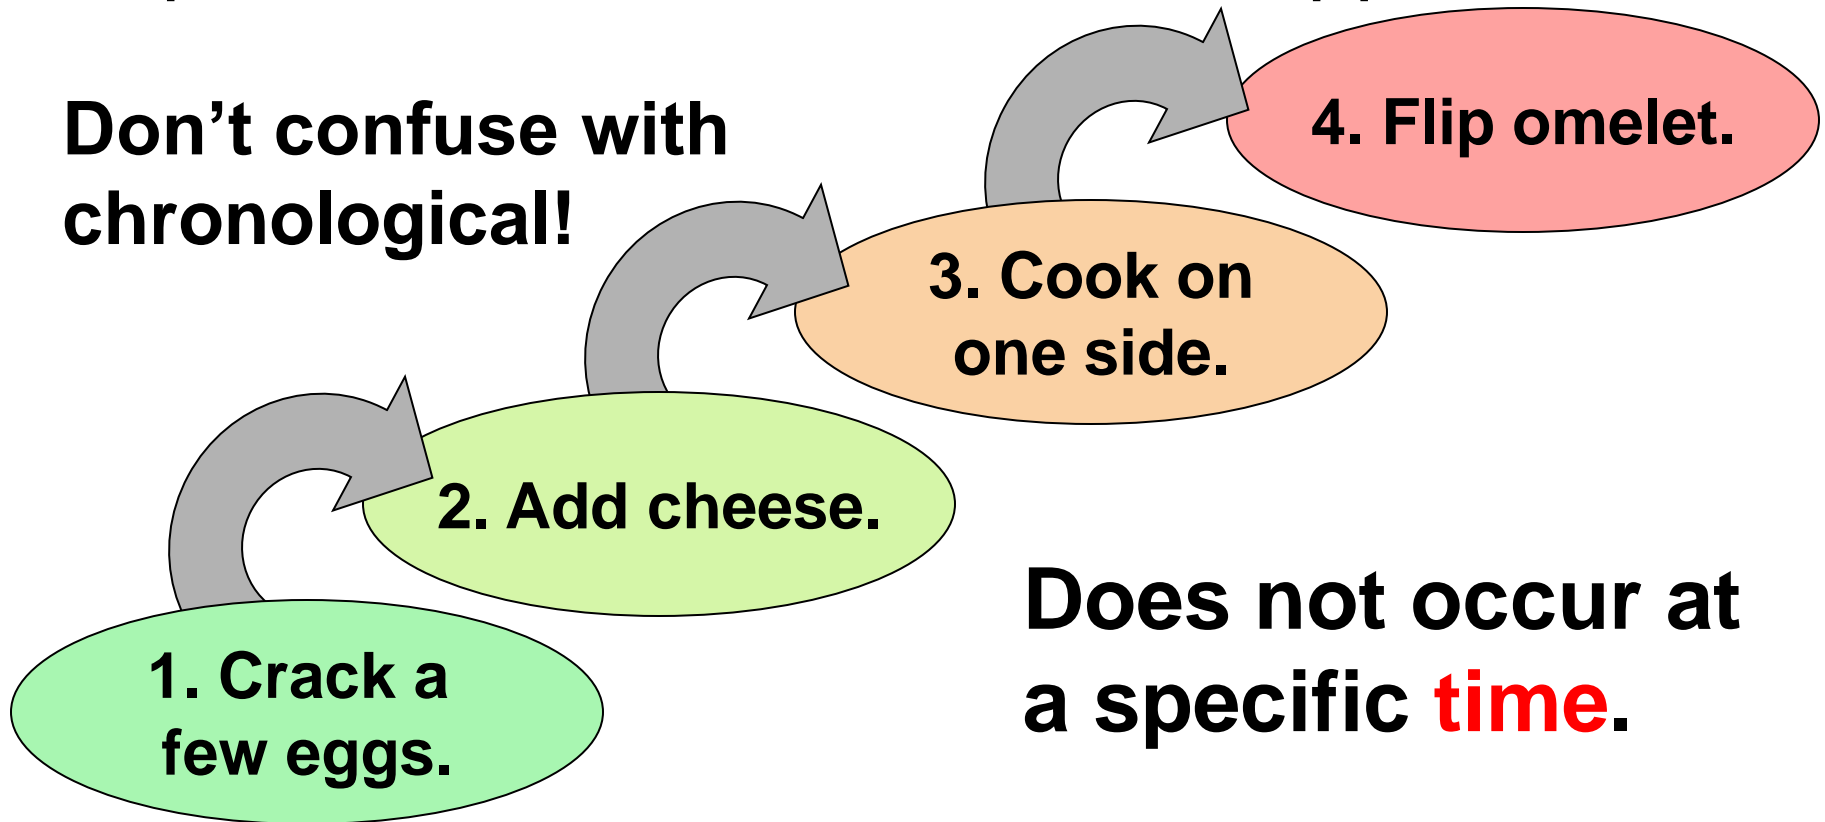 Don’t confuse with
chronological!
4. Flip omelet.
3. Cook on
one side.
2. Add cheese.
1. Crack a
few eggs.
Does not occur at
a specific time.